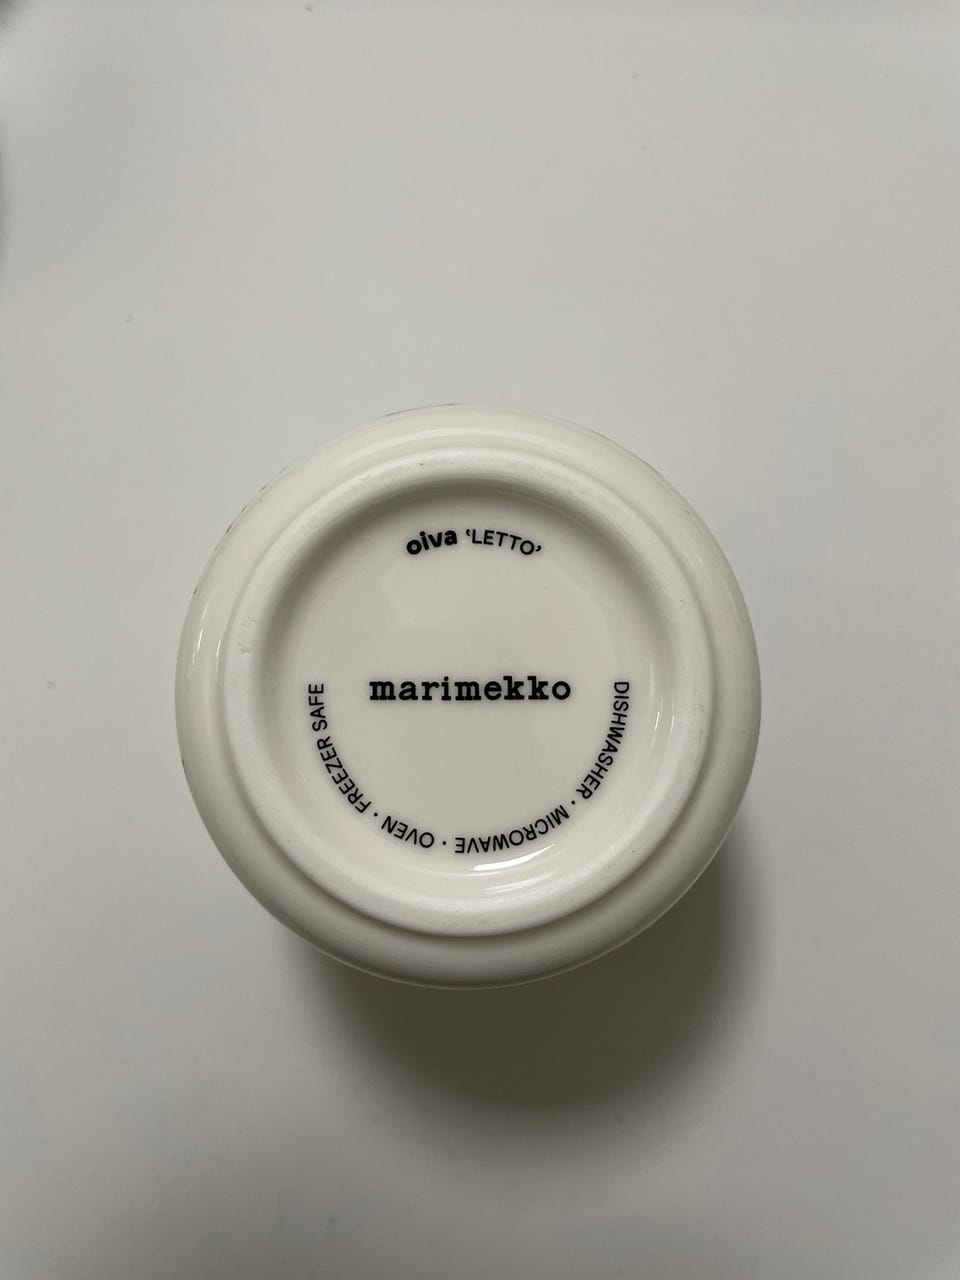 oiva ‘LETTO’
marimekko
DISHWASHER · MICROWAVE · OVEN · FREEZER SAFE